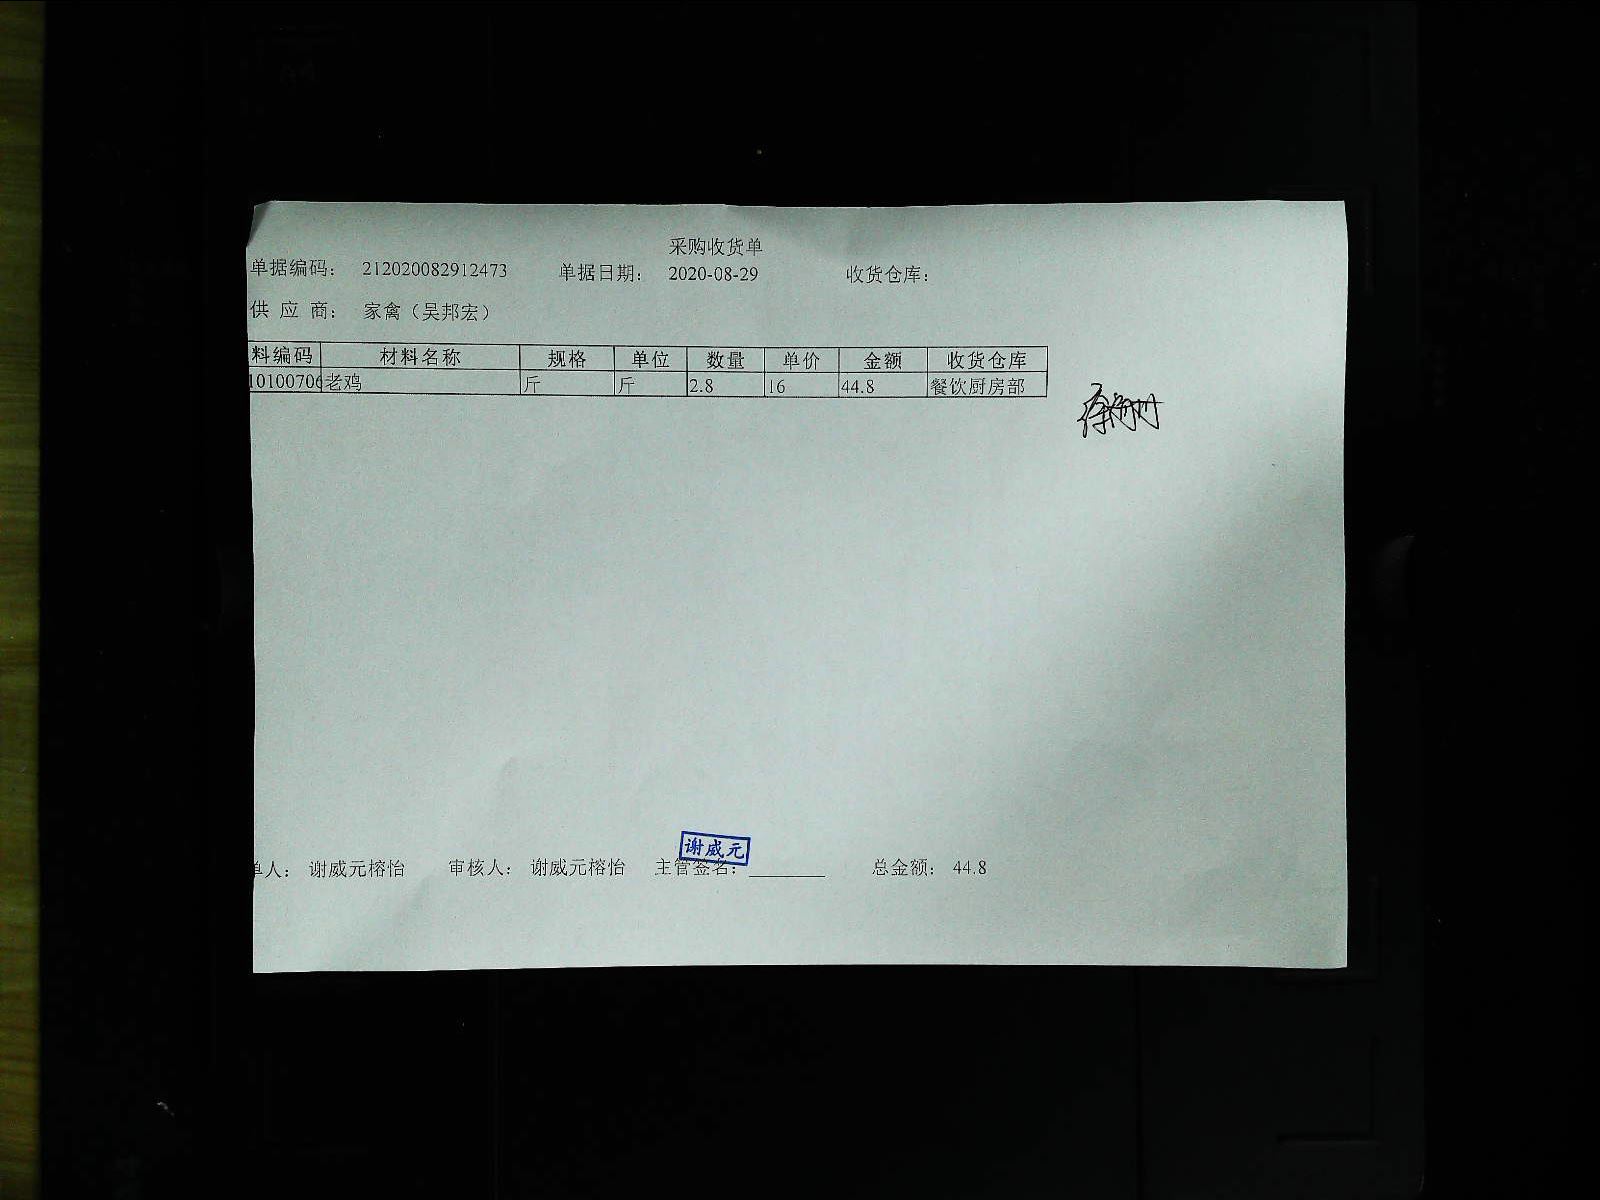 采购收货单
单据编码： 212020082912473 单据日期： 2020-08-29 收货仓库：
供 应 商： 家禽（吴邦宏）
料编码 材料名称 规格 单位 数量 单价 金额 收货仓库
10100706 老鸡 斤 斤 2.8 16 44.8 餐饮厨房部
谢威元
单人： 谢威元榕怡 审核人： 谢威元榕怡 主管签名：________ 总金额： 44.8